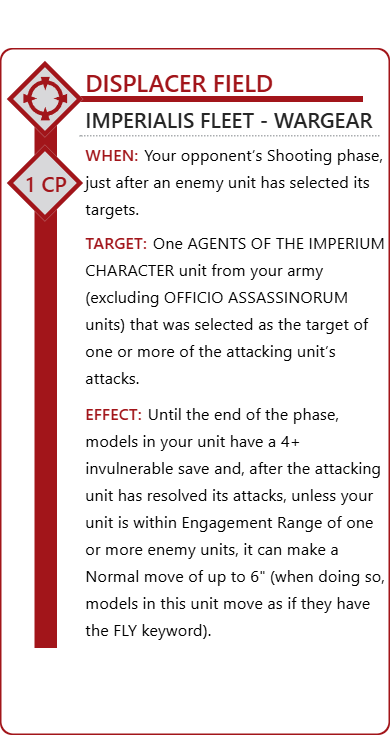 DISPLACER FIELD
IMPERIALIS FLEET - WARGEAR
1 CP
WHEN: Your opponent’s Shooting phase,
just after an enemy unit has selected its
targets.
TARGET: One AGENTS OF THE IMPERIUM
CHARACTER unit from your army
(excluding OFFICIO ASSASSINORUM
units) that was selected as the target of
one or more of the attacking unit’s
attacks.
EFFECT: Until the end of the phase,
models in your unit have a 4+
invulnerable save and, after the attacking
unit has resolved its attacks, unless your
unit is within Engagement Range of one
or more enemy units, it can make a
Normal move of up to 6" (when doing so,
models in this unit move as if they have
the FLY keyword).